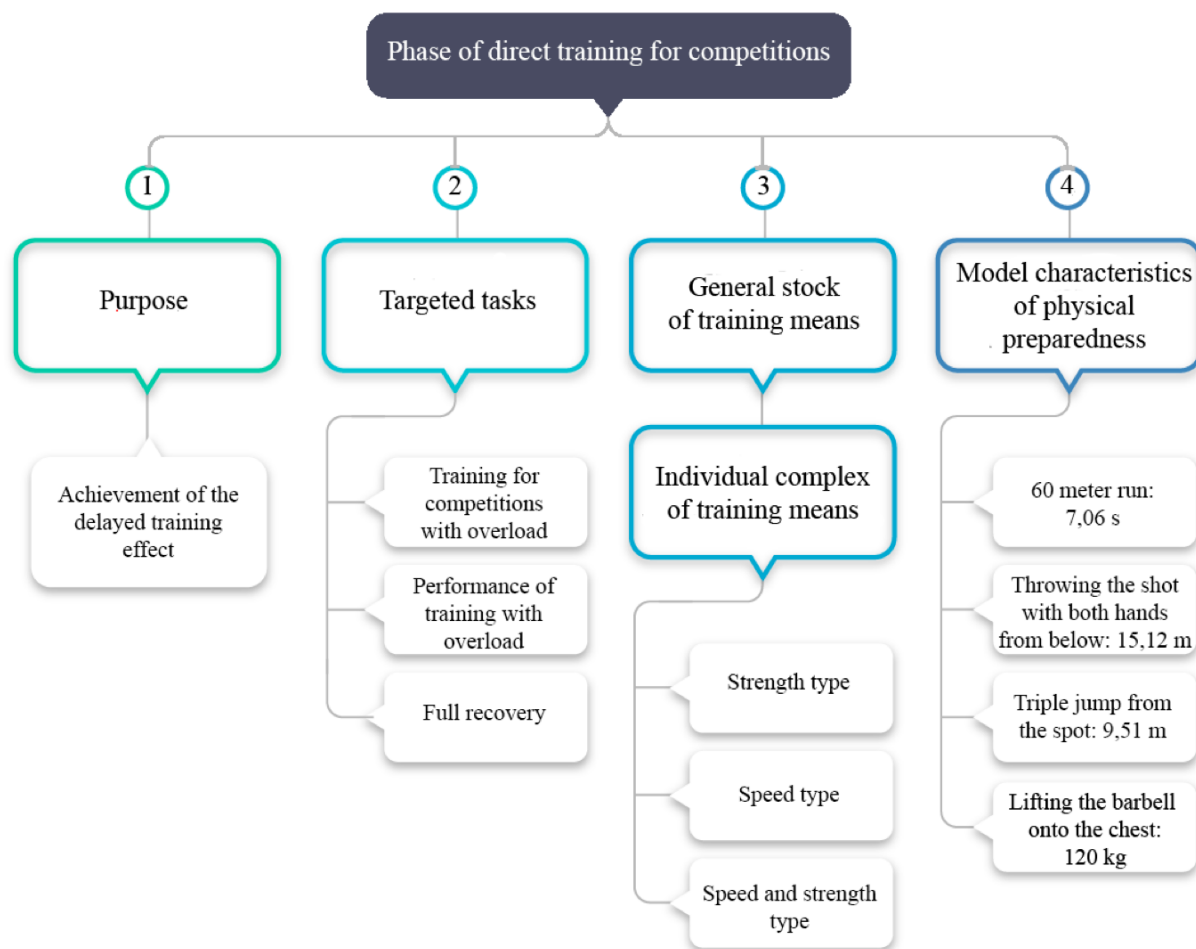 Phase of direct training for competitions
1
2
3
4
Purpose
Achievement of the
delayed training
effect
Targeted tasks
Training for
competitions
with overload
Performance of
training with
overload
Full recovery
General stock
of training means
Individual complex
of training means
Strength type
Speed type
Speed and strength
type
Model characteristics
of physical
preparedness
60 meter run:
7,06 s
Throwing the shot
with both hands
from below: 15,12 m
Triple jump from
the spot: 9,51 m
Lifting the barbell
onto the chest:
120 kg